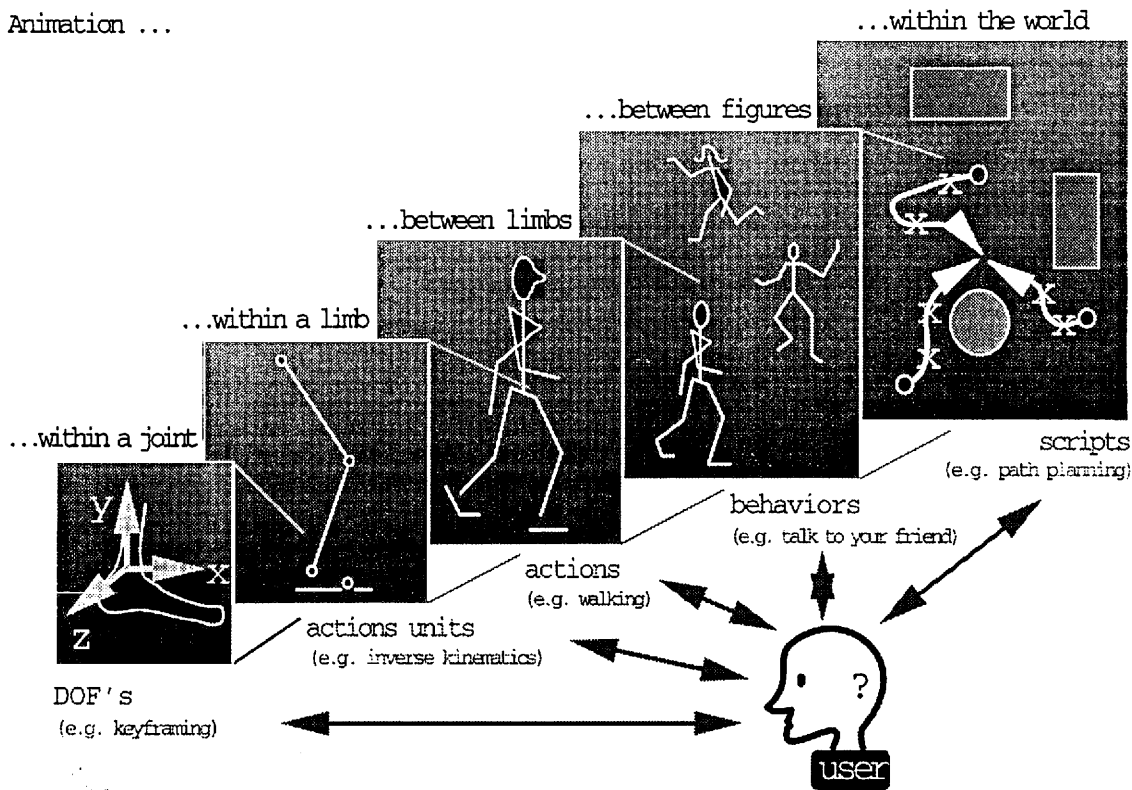 Animation ...
...within the world
...between figures
...between limbs
...within a limb
...within a joint
y
x
z
x
x
x
x
x
x
scripts
(e.g. path planning)
behaviors
(e.g. talk to your friend)
actions
(e.g. walking)
actions units
(e.g. inverse kinematics)
DOF's
(e.g. keyframing)
?
user